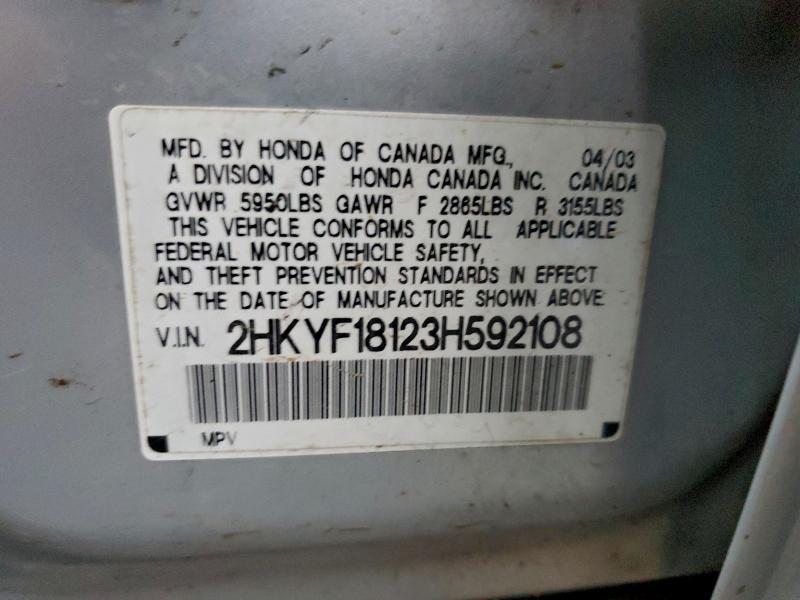 MFD. BY HONDA OF CANADA MFG., 04/03
A DIVISION OF HONDA CANADA INC. CANADA
GVWR 5950LBS GAWR F 2865LBS R 3155LBS
THIS VEHICLE CONFORMS TO ALL APPLICABLE
FEDERAL MOTOR VEHICLE SAFETY,
AND THEFT PREVENTION STANDARDS IN EFFECT
ON THE DATE OF MANUFACTURE SHOWN ABOVE.
V.I.N. 2HKYF18123H592108
MPV